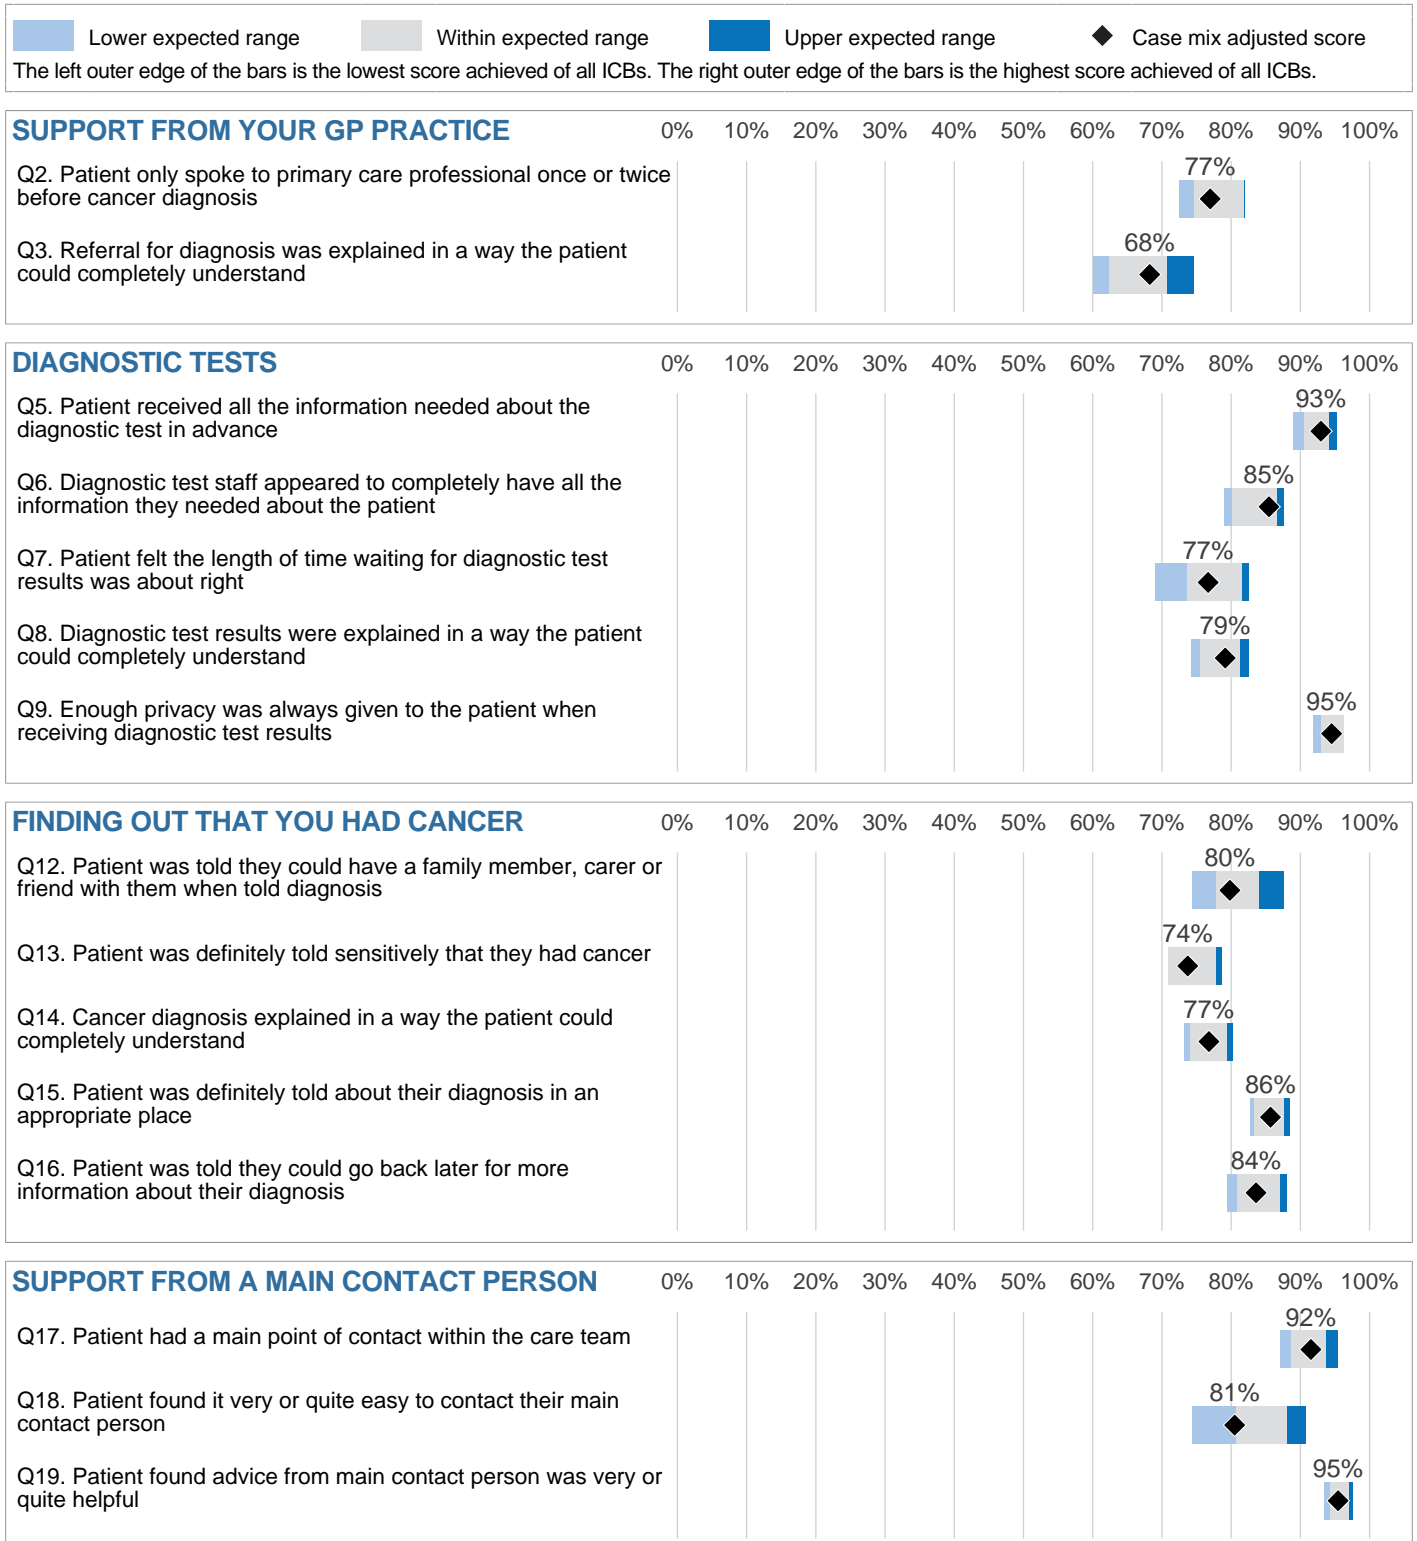 Lower expected range Within expected range Upper expected range Case mix adjusted score
The left outer edge of the bars is the lowest score achieved of all ICBs. The right outer edge of the bars is the highest score achieved of all ICBs.
SUPPORT FROM YOUR GP PRACTICE 0% 10% 20% 30% 40% 50% 60% 70% 80% 90% 100%
77%
Q2. Patient only spoke to primary care professional once or twice
before cancer diagnosis
68%
Q3. Referral for diagnosis was explained in a way the patient
could completely understand
DIAGNOSTIC TESTS 0% 10% 20% 30% 40% 50% 60% 70% 80% 90% 100%
93%
Q5. Patient received all the information needed about the
diagnostic test in advance
85%
Q6. Diagnostic test staff appeared to completely have all the
information they needed about the patient
77%
Q7. Patient felt the length of time waiting for diagnostic test
results was about right
79%
Q8. Diagnostic test results were explained in a way the patient
could completely understand
95%
Q9. Enough privacy was always given to the patient when
receiving diagnostic test results
FINDING OUT THAT YOU HAD CANCER 0% 10% 20% 30% 40% 50% 60% 70% 80% 90% 100%
80%
Q12. Patient was told they could have a family member, carer or
friend with them when told diagnosis
74%
Q13. Patient was definitely told sensitively that they had cancer
77%
Q14. Cancer diagnosis explained in a way the patient could
completely understand
86%
Q15. Patient was definitely told about their diagnosis in an
appropriate place
84%
Q16. Patient was told they could go back later for more
information about their diagnosis
SUPPORT FROM A MAIN CONTACT PERSON 0% 10% 20% 30% 40% 50% 60% 70% 80% 90% 100%
92%
Q17. Patient had a main point of contact within the care team
81%
Q18. Patient found it very or quite easy to contact their main
contact person
95%
Q19. Patient found advice from main contact person was very or
quite helpful